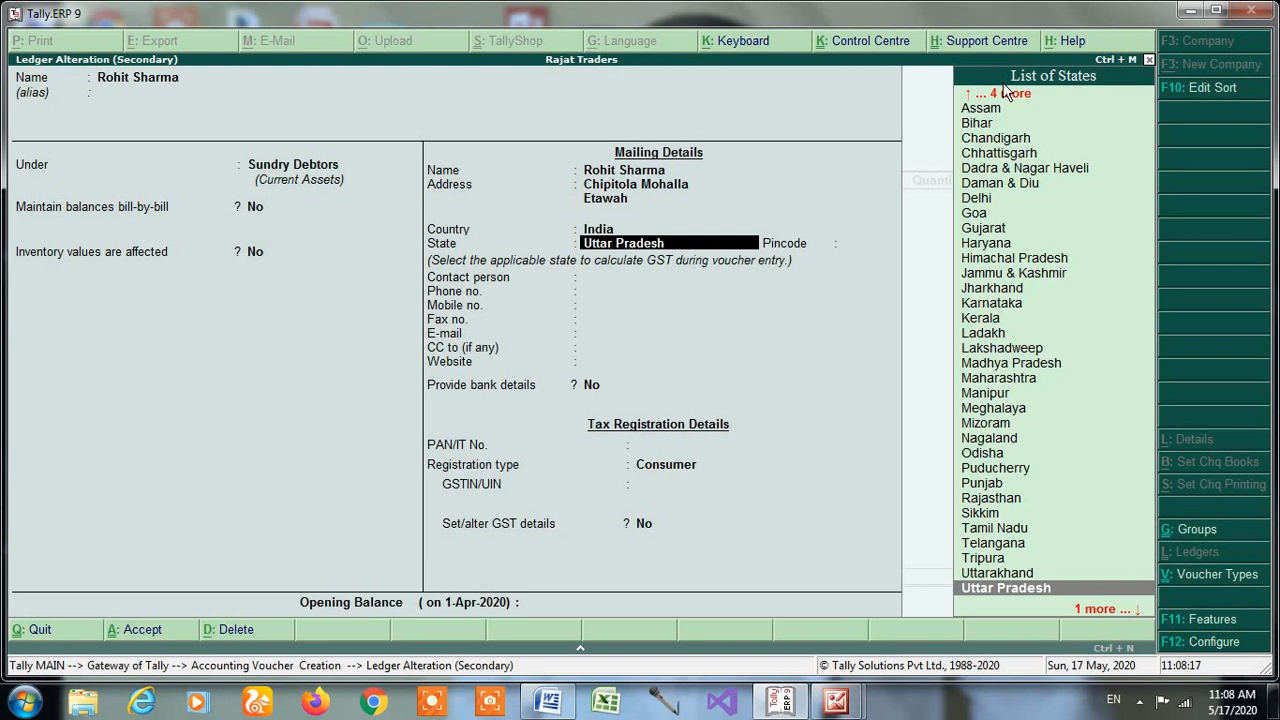 Tally.ERP 9
P: Print E: Export M: E-Mail O: Upload S: TallyShop G: Language K: Keyboard K: Control Centre H: Support Centre H: Help F3: Company
Ledger Alteration (Secondary) Rajat Traders Ctrl + M
F3: New Company
Name : Rohit Sharma
(alias) :
List of States
F10: Edit Sort
↑ ... 4 more
Assam
Bihar
Chandigarh
Chhattisgarh
Dadra & Nagar Haveli
Daman & Diu
Delhi
Goa
Gujarat
Haryana
Himachal Pradesh
Jammu & Kashmir
Jharkhand
Karnataka
Kerala
Ladakh
Lakshadweep
Madhya Pradesh
Maharashtra
Manipur
Meghalaya
Mizoram
Nagaland
Odisha
Puducherry
Punjab
Rajasthan
Sikkim
Tamil Nadu
Telangana
Tripura
Uttarakhand
Uttar Pradesh
1 more ... ↓
Under : Sundry Debtors
(Current Assets)
Maintain balances bill-by-bill ? No
Inventory values are affected ? No
Mailing Details
Name : Rohit Sharma
Address : Chipitola Mohalla
Etawah
Country : India
State : Uttar Pradesh Pincode :
(Select the applicable state to calculate GST during voucher entry.)
Contact person :
Phone no. :
Mobile no. :
Fax no. :
E-mail :
CC to (if any) :
Website :
Provide bank details ? No
Tax Registration Details
PAN/IT No. :
Registration type : Consumer
GSTIN/UIN :
Set/alter GST details ? No
Opening Balance ( on 1-Apr-2020) :
L: Details
B: Set Chq Books
S: Set Chq Printing
G: Groups
L: Ledgers
V: Voucher Types
F11: Features
F12: Configure
Q: Quit A: Accept D: Delete
Ctrl + N
Tally MAIN --> Gateway of Tally --> Accounting Voucher Creation --> Ledger Alteration (Secondary) © Tally Solutions Pvt Ltd., 1988-2020 Sun, 17 May, 2020 11:08:17
EN 11:08 AM
5/17/2020